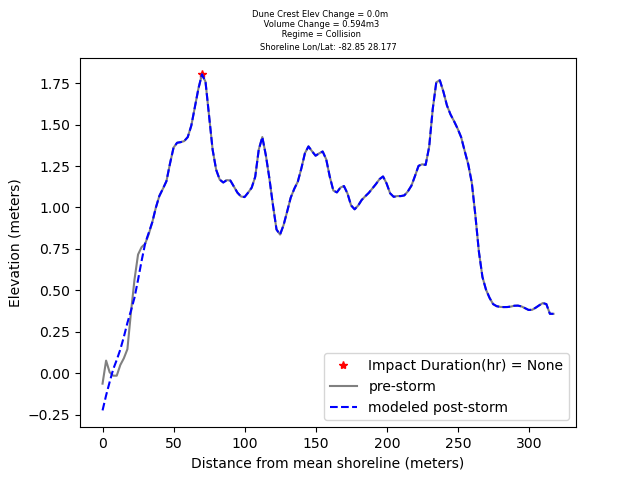 Dune Crest Elev Change = 0.0m
Volume Change = 0.594m3
Regime = Collision
Shoreline Lon/Lat: -82.85 28.177
1.75
1.50
1.25
1.00
0.75
0.50
0.25
0.00
−0.25
Elevation (meters)
Impact Duration(hr) = None
pre-storm
modeled post-storm
0 50 100 150 200 250 300
Distance from mean shoreline (meters)